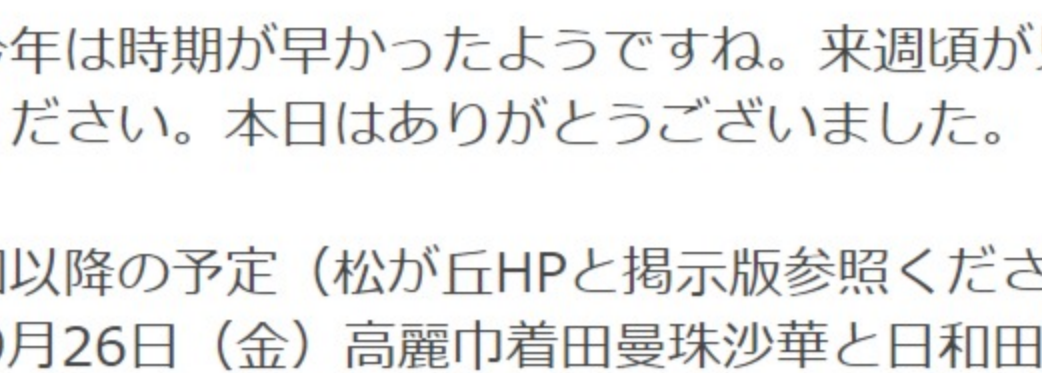 年は時期が早かったようですね。来週頃が
ださい。本日はありがとうございました。
以降の予定（松が丘HPと掲示版参照くださ
月26日（金）高麗巾着田曼珠沙華と日和田